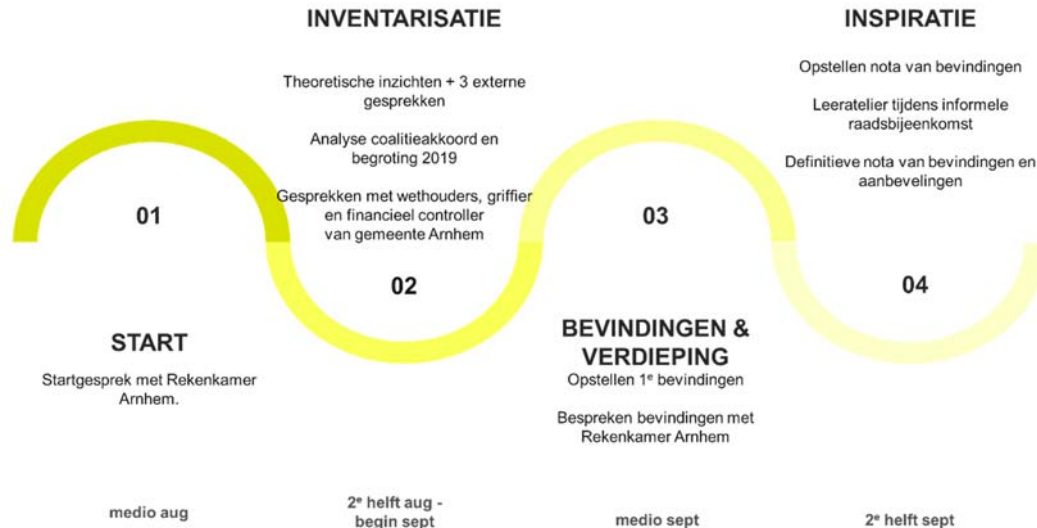 01
START
Startgesprek met Rekenkamer
Arnhem.
medio aug
INVENTARISATIE
Theoretische inzichten + 3 externe
gesprekken
Analyse coalitieakkoord en
begroting 2019
Gesprekken met wethouders, griffier
en financieel controller
van gemeente Arnhem
02
2e helft aug -
begin sept
03
BEVINDINGEN &
VERDIEPING
Opstellen 1e bevindingen
Bespreken bevindingen met
Rekenkamer Arnhem
medio sept
INSPIRATIE
Opstellen nota van bevindingen
Leeratelier tijdens informele
raadsbijeenkomst
Definitieve nota van bevindingen en
aanbevelingen
04
2e helft sept